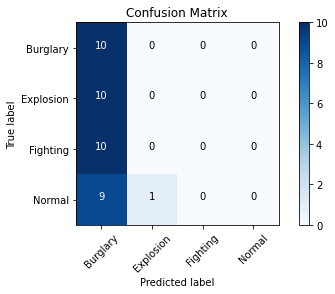 Confusion Matrix
True label
Burglary 10 0 0 0
Explosion 10 0 0 0
Fighting 10 0 0 0
Normal 9 1 0 0
Burglary Explosion Fighting Normal
Predicted label
10
8
6
4
2
0